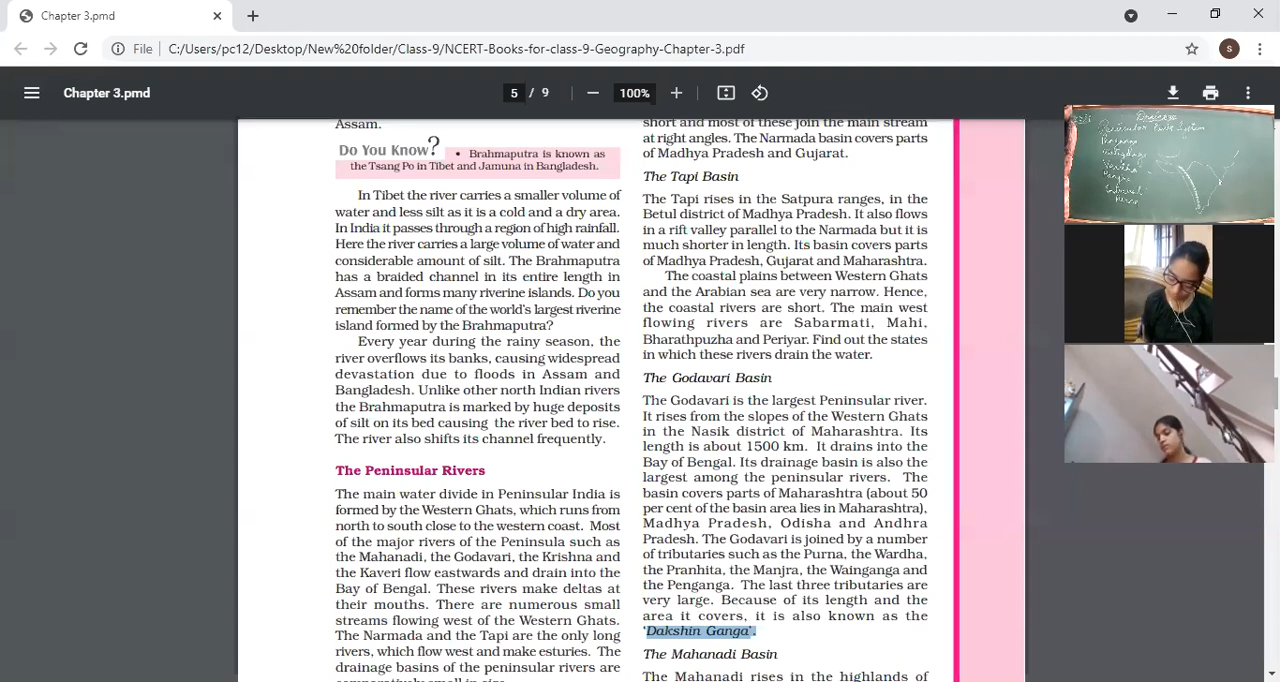 Chapter 3.pmd
File
C:/Users/pc12/Desktop/New%20folder/Class-9/NCERT-Books-for-class-9-Geography-Chapter-3.pdf
S
Chapter 3.pmd
5 / 9
100%
Assam.
Do You Know?
• Brahmaputra is known as
the Tsang Po in Tibet and Jamuna in Bangladesh.
In Tibet the river carries a smaller volume of
water and less silt as it is a cold and a dry area.
In India it passes through a region of high rainfall.
Here the river carries a large volume of water and
considerable amount of silt. The Brahmaputra
has a braided channel in its entire length in
Assam and forms many riverine islands. Do you
remember the name of the world's largest riverine
island formed by the Brahmaputra?
Every year during the rainy season, the
river overflows its banks, causing widespread
devastation due to floods in Assam and
Bangladesh. Unlike other north Indian rivers
the Brahmaputra is marked by huge deposits
of silt on its bed causing the river bed to rise.
The river also shifts its channel frequently.
The Peninsular Rivers
The main water divide in Peninsular India is
formed by the Western Ghats, which runs from
north to south close to the western coast. Most
of the major rivers of the Peninsula such as
the Mahanadi, the Godavari, the Krishna and
the Kaveri flow eastwards and drain into the
Bay of Bengal. These rivers make deltas at
their mouths. There are numerous small
streams flowing west of the Western Ghats.
The Narmada and the Tapi are the only long
rivers, which flow west and make esturies. The
drainage basins of the peninsular rivers are
comparatively small in size.
short and most of these join the main stream
at right angles. The Narmada basin covers parts
of Madhya Pradesh and Gujarat.
The Tapi Basin
The Tapi rises in the Satpura ranges, in the
Betul district of Madhya Pradesh. It also flows
in a rift valley parallel to the Narmada but it is
much shorter in length. Its basin covers parts
of Madhya Pradesh, Gujarat and Maharashtra.
The coastal plains between Western Ghats
and the Arabian sea are very narrow. Hence,
the coastal rivers are short. The main west
flowing rivers are Sabarmati, Mahi,
Bharathpuzha and Periyar. Find out the states
in which these rivers drain the water.
The Godavari Basin
The Godavari is the largest Peninsular river.
It rises from the slopes of the Western Ghats
in the Nasik district of Maharashtra. Its
length is about 1500 km. It drains into the
Bay of Bengal. Its drainage basin is also the
largest among the peninsular rivers. The
basin covers parts of Maharashtra (about 50
per cent of the basin area lies in Maharashtra),
Madhya Pradesh, Odisha and Andhra
Pradesh. The Godavari is joined by a number
of tributaries such as the Purna, the Wardha,
the Pranhita, the Manjra, the Wainganga and
the Penganga. The last three tributaries are
very large. Because of its length and the
area it covers, it is also known as the
'Dakshin Ganga'.
The Mahanadi Basin
The Mahanadi rises in the highlands of